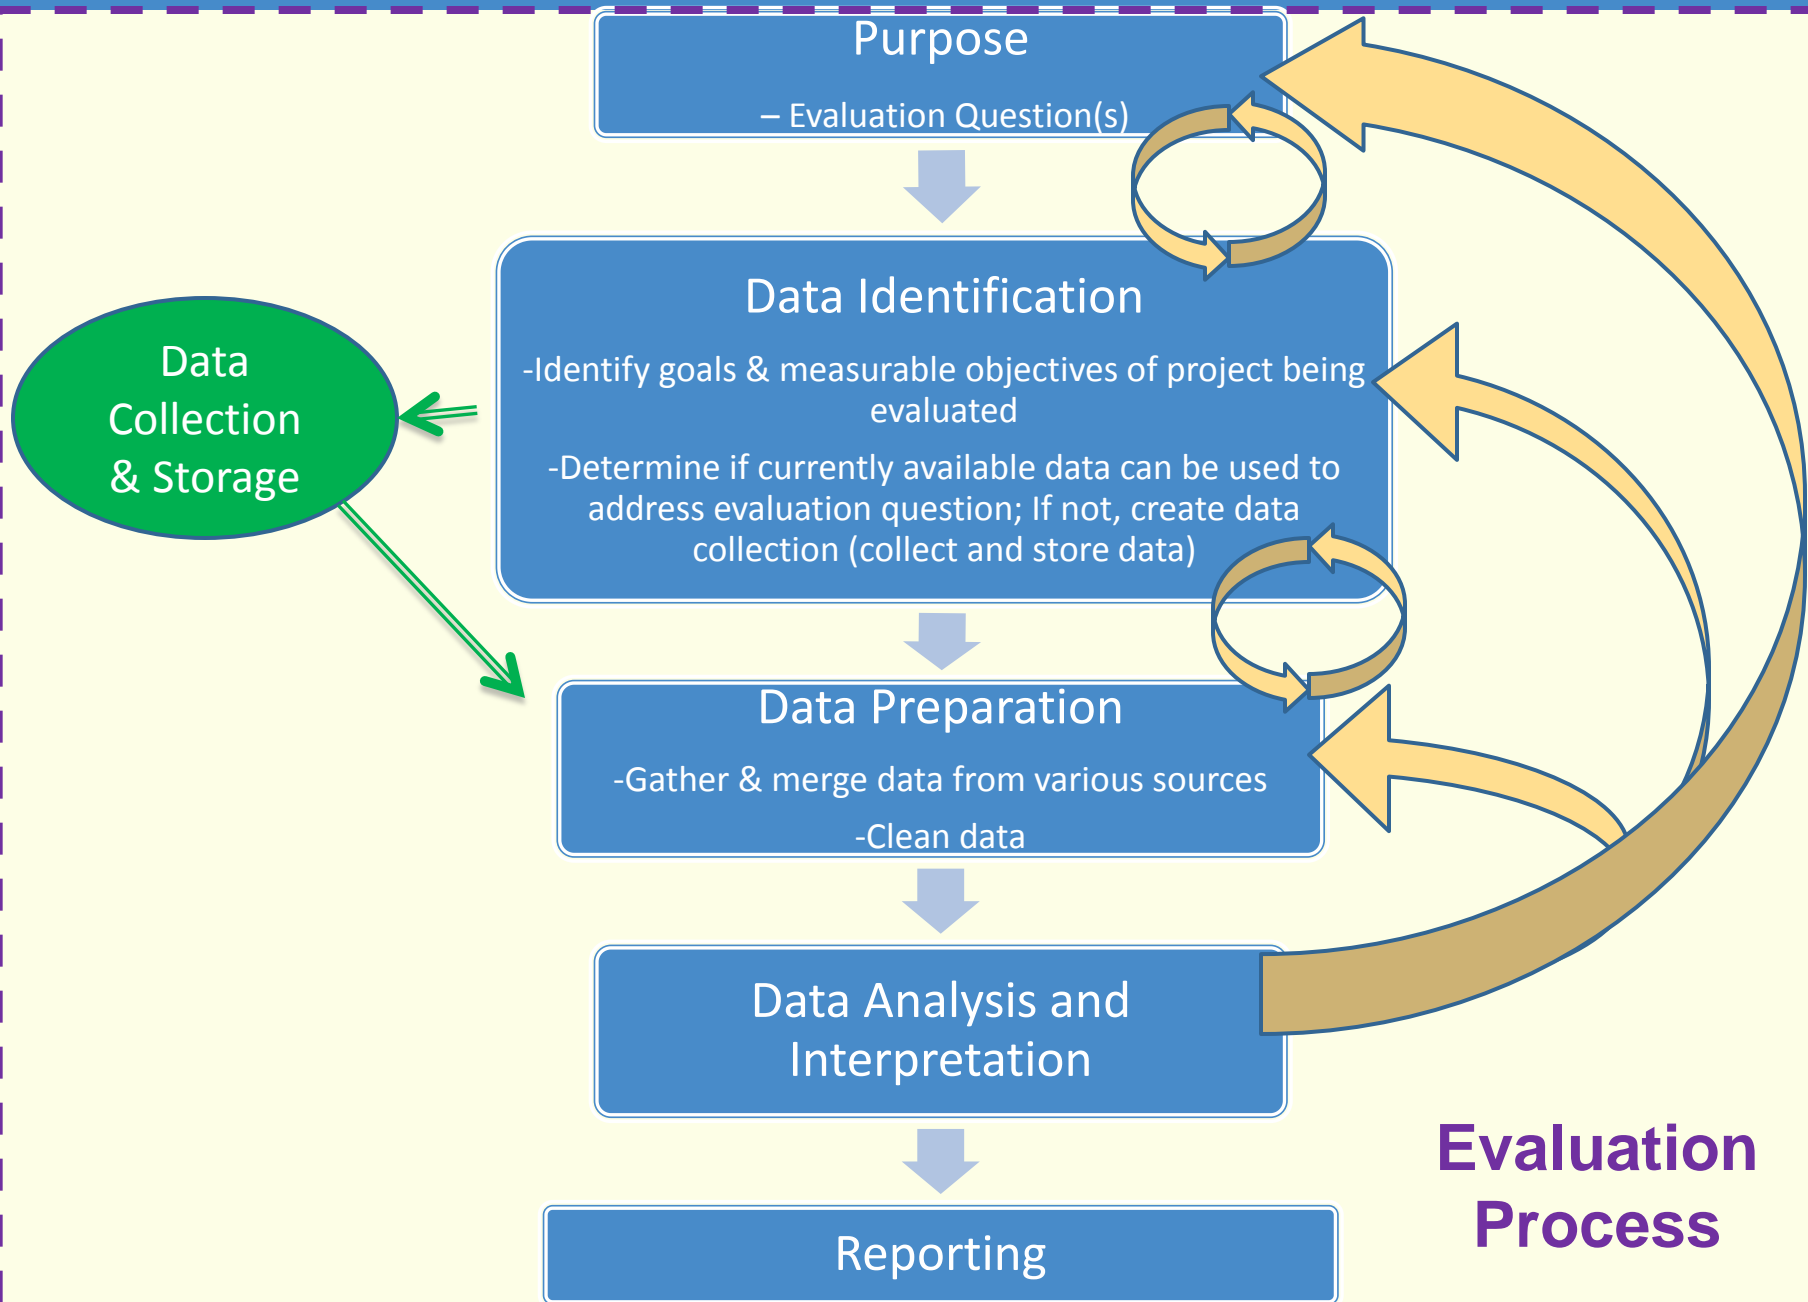 Purpose
– Evaluation Question(s)
Data Identification
-Identify goals & measurable objectives of project being
evaluated
-Determine if currently available data can be used to
address evaluation question; If not, create data
collection (collect and store data)
Data
Collection
& Storage
Data Preparation
-Gather & merge data from various sources
-Clean data
Data Analysis and
Interpretation
Reporting
Evaluation
Process